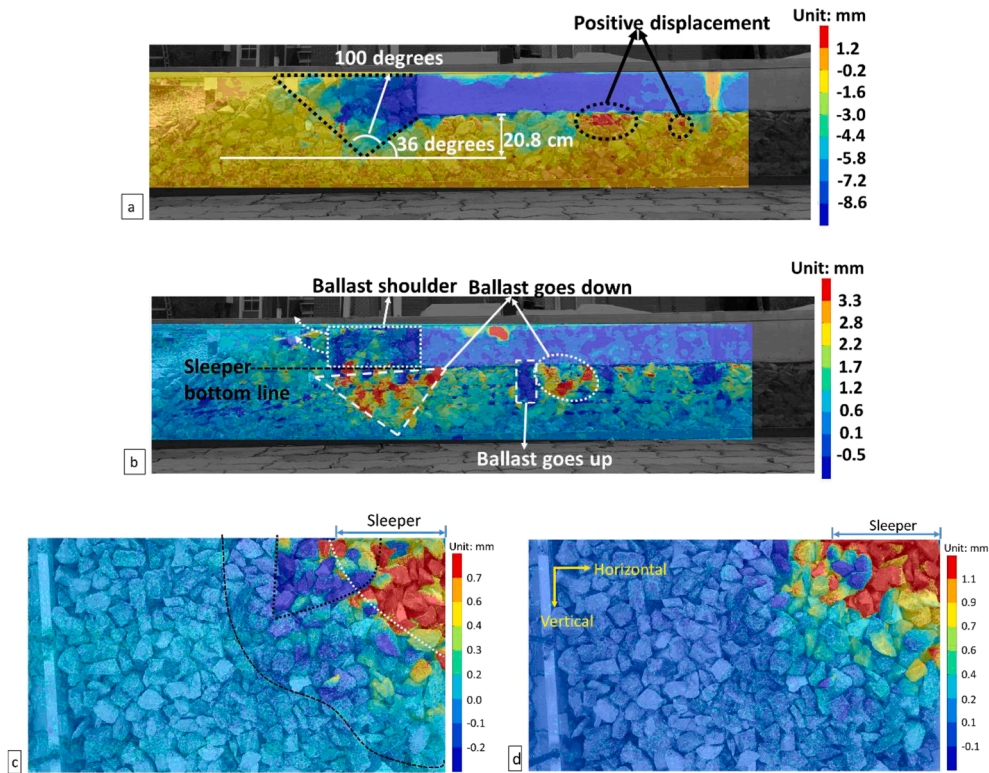 Positive displacement
Unit: mm
100 degrees
36 degrees
20.8 cm
1.2
-0.2
-1.6
-3.0
-4.4
-5.8
-7.2
-8.6
a
Ballast shoulder
Ballast goes down
Unit: mm
Sleeper
bottom line
Ballast goes up
3.3
2.8
2.2
1.7
1.2
0.6
0.1
-0.5
b
Sleeper
Unit: mm
0.7
0.6
0.4
0.3
0.2
0.0
-0.1
-0.2
c
Sleeper
Unit: mm
Horizontal
Vertical
1.1
0.9
0.7
0.6
0.4
0.2
0.1
-0.1
d